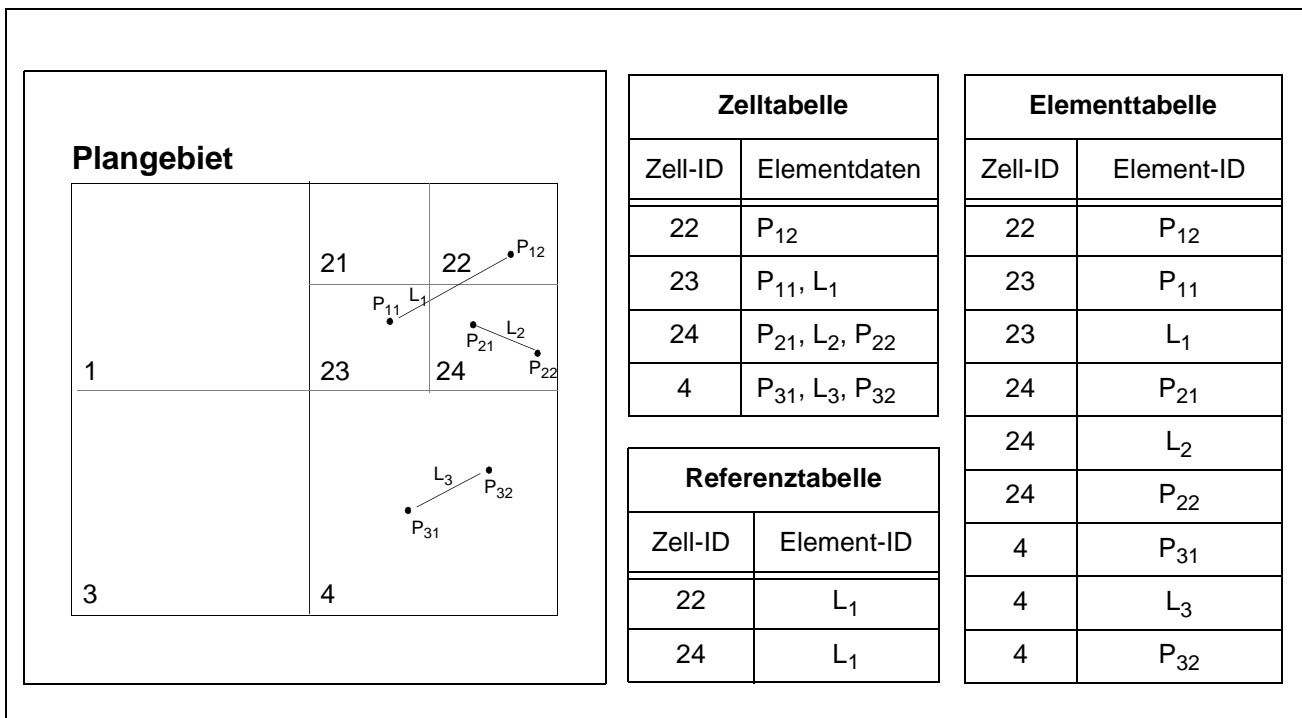 Plangebiet
21 22 P12
P11 L1
P21 L2
P22
1 23 24
L3
P32
P31
3 4
Zelltabelle
Zell-ID Elementdaten
22 P12
23 P11, L1
24 P21, L2, P22
4 P31, L3, P32
Referenztabelle
Zell-ID Element-ID
22 L1
24 L1
Elementtabelle
Zell-ID Element-ID
22 P12
23 P11
23 L1
24 P21
24 L2
24 P22
4 P31
4 L3
4 P32